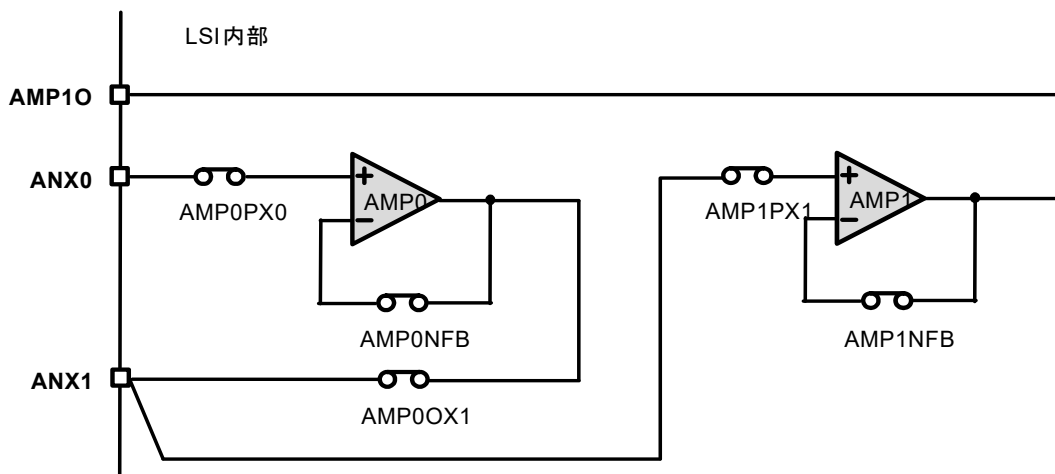 LSI内部
AMP1O
ANX0
AMP0PX0
+
AMP0
−
AMP0NFB
AMP1PX1
+
AMP1
−
AMP1NFB
ANX1
AMP0OX1